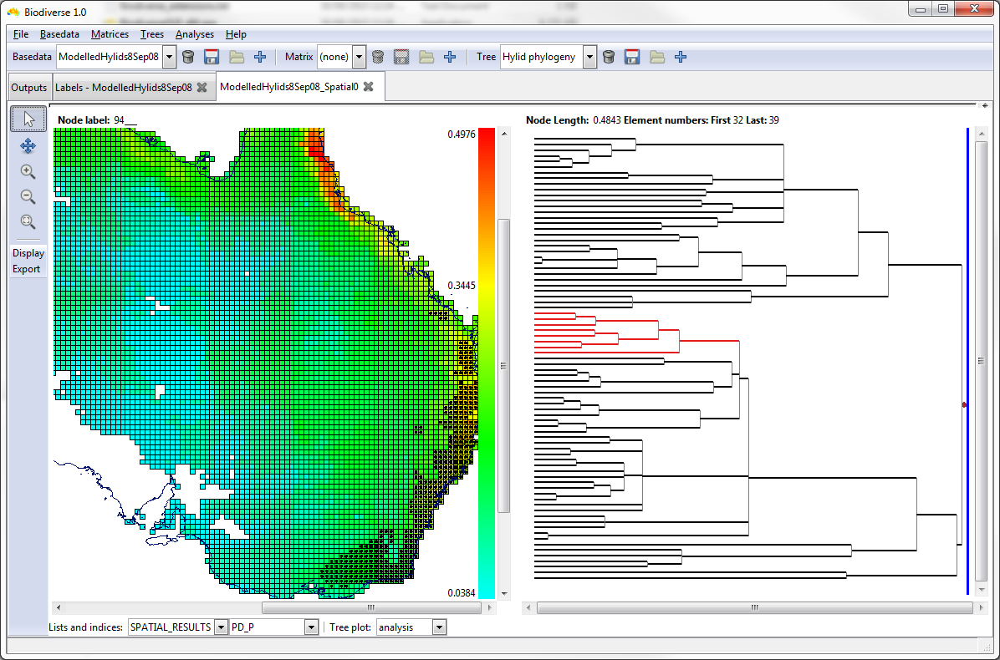 Biodiverse 1.0
File Basedata Matrices Trees Analyses Help
Basedata ModelledHylids8Sep08 Matrix (none) Tree Hylid phylogeny
Outputs Labels - ModelledHylids8Sep08 ModelledHylids8Sep08_Spatial0
Node label: 94___ Node Length: 0.4843 Element numbers: First 32 Last: 39
0.4976
Display
Export
0.3445
0.0384
Lists and indices: SPATIAL_RESULTS PD_P Tree plot: analysis